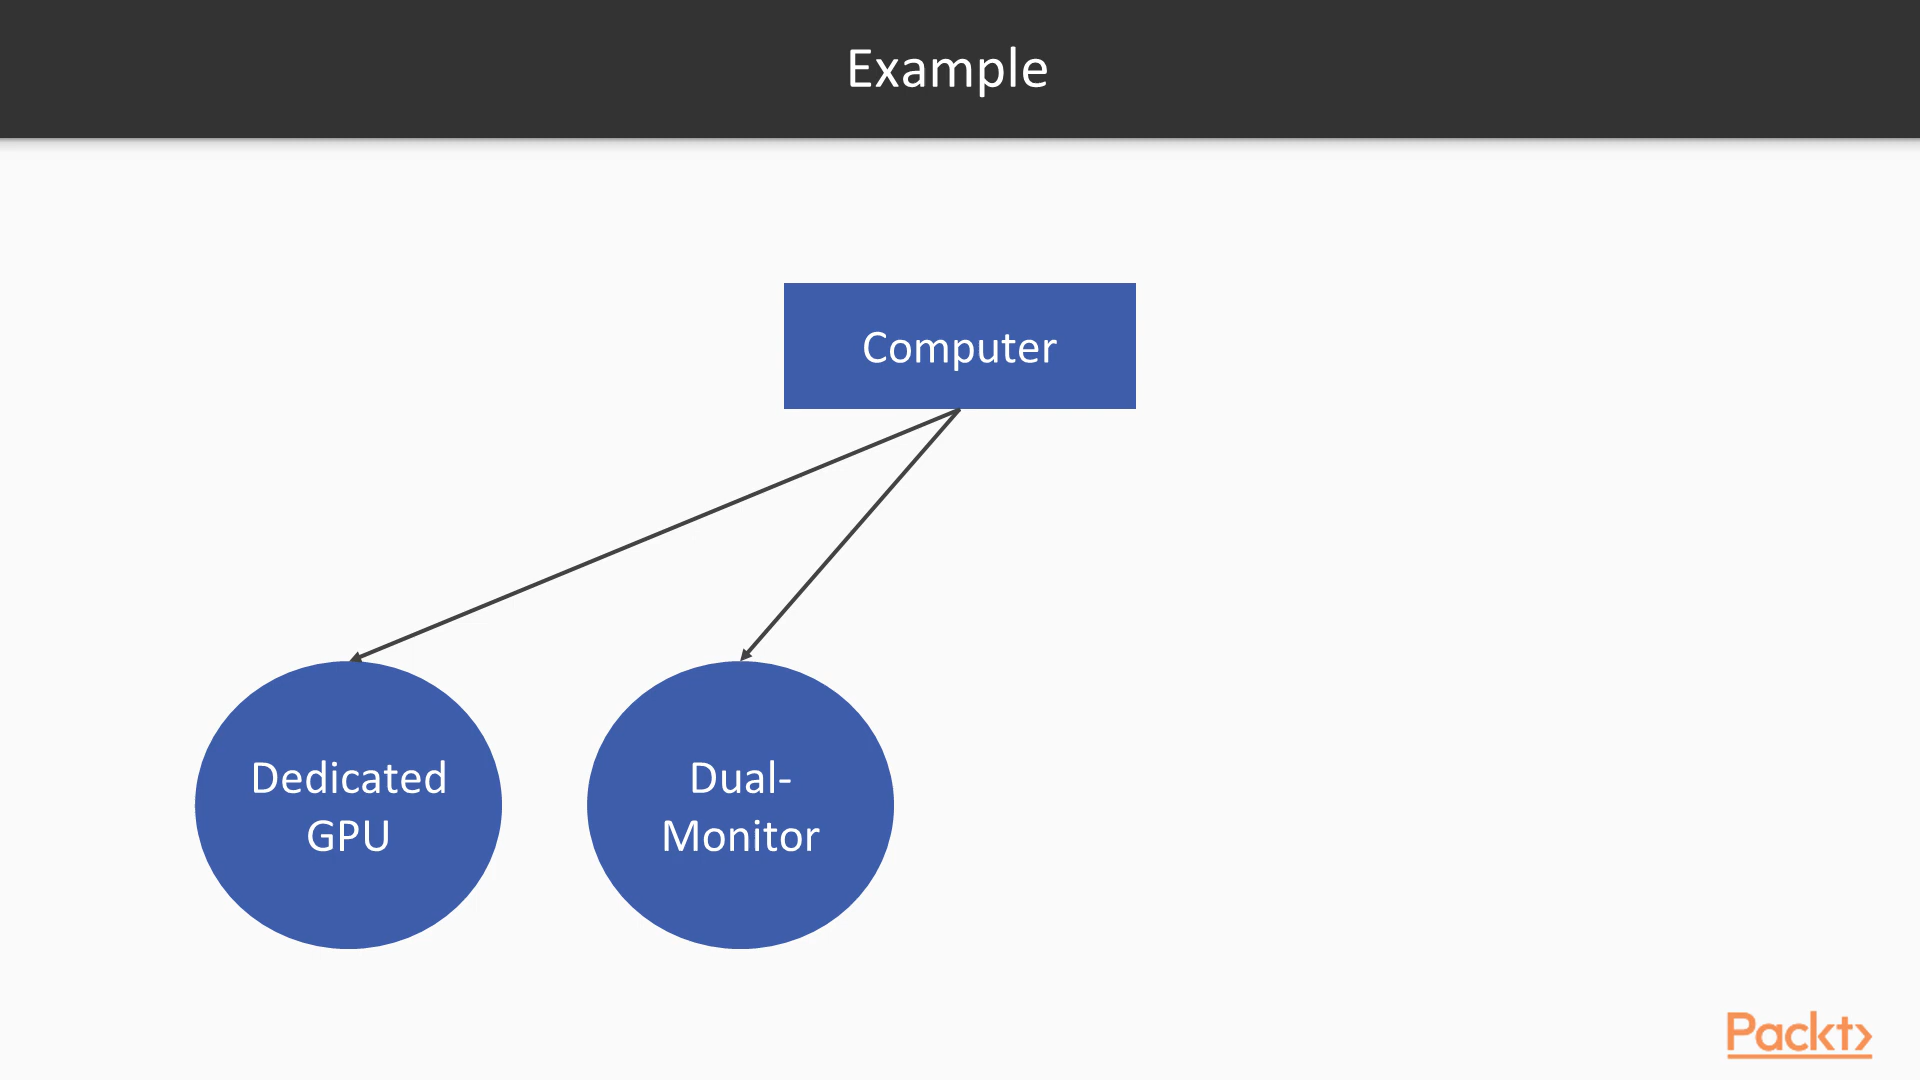 Example
Computer
Dedicated
GPU
Dual-
Monitor
Packt>